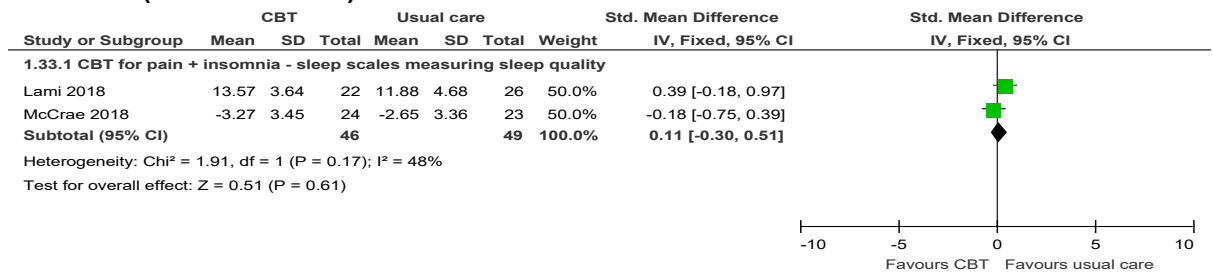 CBT Usual care Std. Mean Difference Std. Mean Difference
Study or Subgroup Mean SD Total Mean SD Total Weight IV, Fixed, 95% CI IV, Fixed, 95% CI
1.33.1 CBT for pain + insomnia - sleep scales measuring sleep quality
Lami 2018 13.57 3.64 22 11.88 4.68 26 50.0% 0.39 [-0.18, 0.97]
McCrae 2018 -3.27 3.45 24 -2.65 3.36 23 50.0% -0.18 [-0.75, 0.39]
Subtotal (95% CI) 46 49 100.0% 0.11 [-0.30, 0.51]
Heterogeneity: Chi² = 1.91, df = 1 (P = 0.17); I² = 48%
Test for overall effect: Z = 0.51 (P = 0.61)
-10 -5 0 5 10
Favours CBT Favours usual care